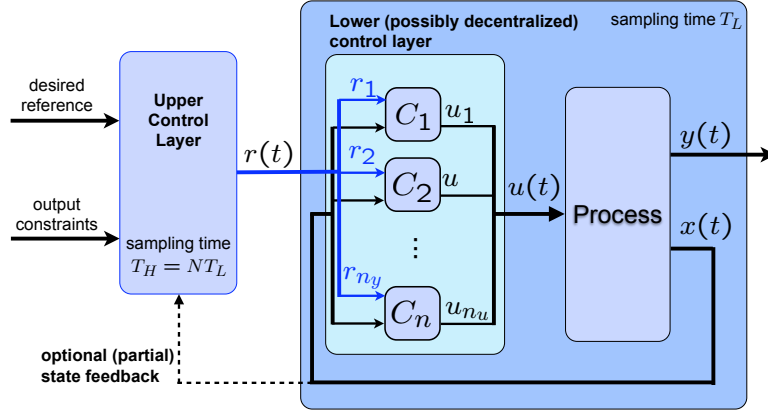 Lower (possibly decentralized)
control layer
sampling time T_L
desired
reference
Upper
Control
Layer
r(t)
output
constraints
sampling time
T_H = NT_L
optional (partial)
state feedback
r_1
C_1
u_1
r_2
C_2
u
⋮
r_{n_y}
C_n
u_{n_u}
u(t)
Process
y(t)
x(t)